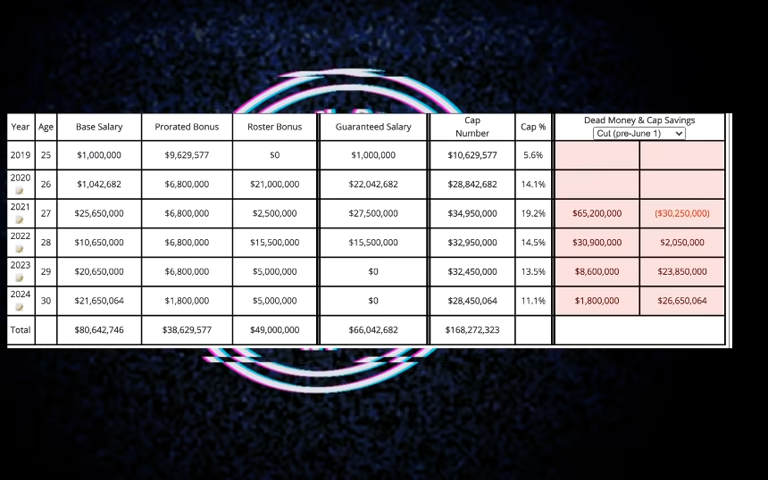 Year Age Base Salary Prorated Bonus Roster Bonus Guaranteed Salary Cap Number Cap % Dead Money & Cap Savings
Cut (pre-June 1)
2019 25 $1,000,000 $9,629,577 $0 $1,000,000 $10,629,577 5.6%
2020 26 $1,042,682 $6,800,000 $21,000,000 $22,042,682 $28,842,682 14.1%
2021 27 $25,650,000 $6,800,000 $2,500,000 $27,500,000 $34,950,000 19.2% $65,200,000 ($30,250,000)
2022 28 $10,650,000 $6,800,000 $15,500,000 $15,500,000 $32,950,000 14.5% $30,900,000 $2,050,000
2023 29 $20,650,000 $6,800,000 $5,000,000 $0 $32,450,000 13.5% $8,600,000 $23,850,000
2024 30 $21,650,064 $1,800,000 $5,000,000 $0 $28,450,064 11.1% $1,800,000 $26,650,064
Total $80,642,746 $38,629,577 $49,000,000 $66,042,682 $168,272,323